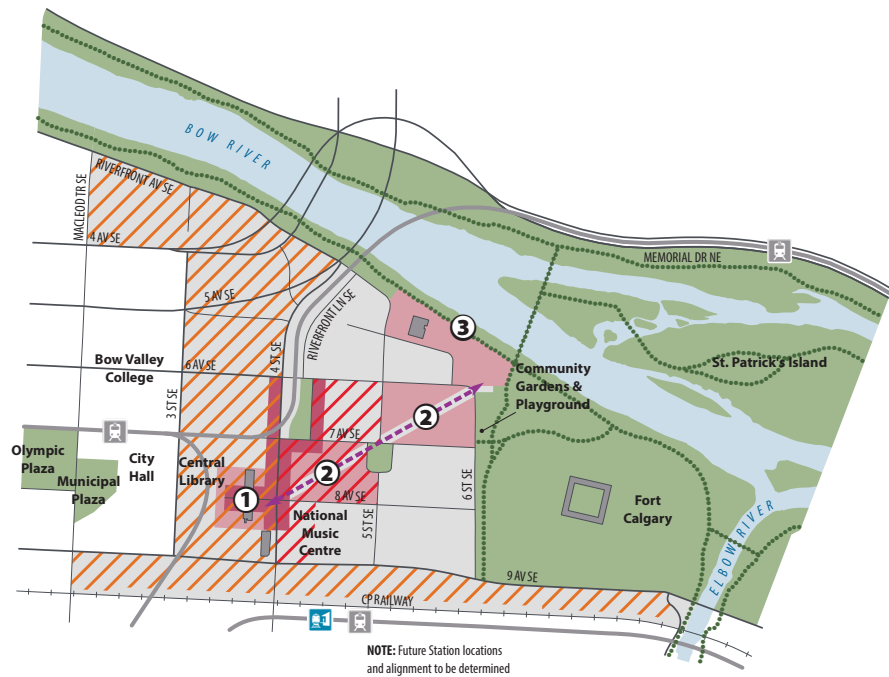 BOW RIVER
RIVERFRONT AV SE
MACLEOD TR SE
4 AV SE
MEMORIAL DR NE
5 AV SE
RIVERFRONT LN SE
4 ST SE
3
Bow Valley
College
6 AV SE
St. Patrick's Island
Community
Gardens &
Playground
3 ST SE
2
7 AV SE
Olympic
Plaza
Municipal
Plaza
City
Hall
Central
Library
2
1
8 AV SE
6 ST SE
5 ST SE
National
Music
Centre
Fort
Calgary
ELBOW RIVER
9 AV SE
CP RAILWAY
NOTE: Future Station locations
and alignment to be determined